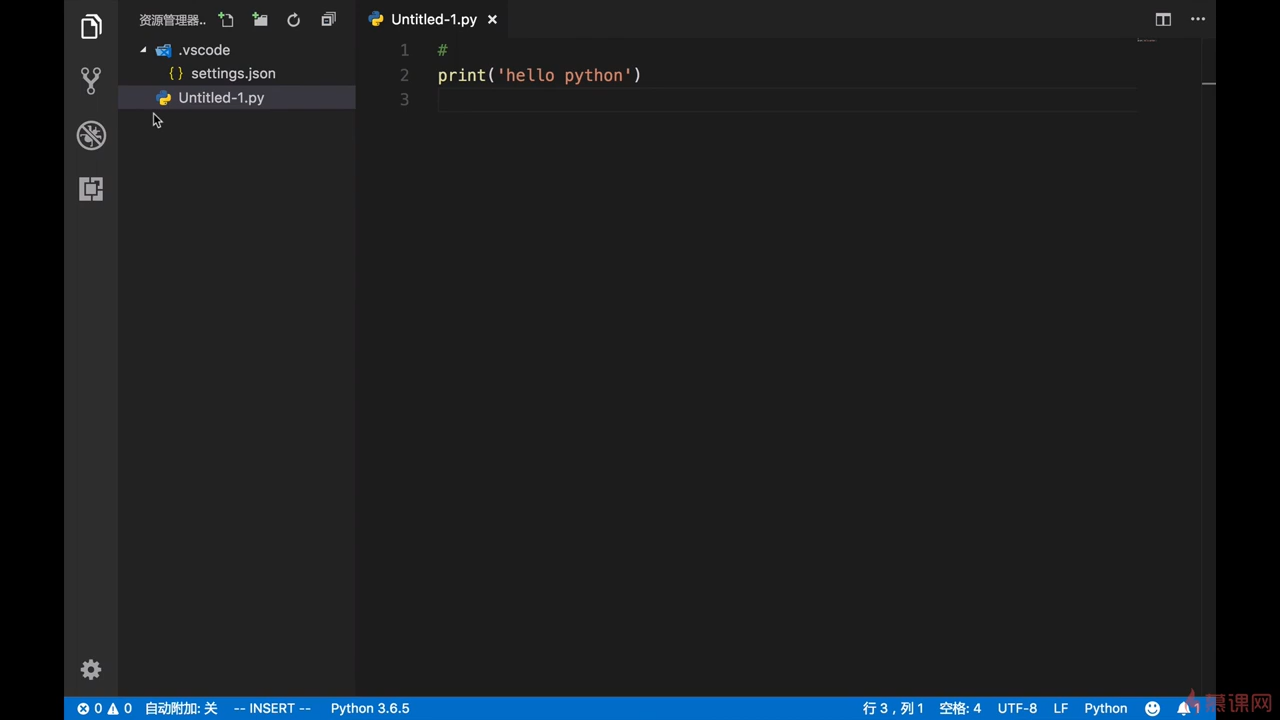 资源管理器..
Untitled-1.py
.vscode
{ } settings.json
Untitled-1.py
1 #
2 print('hello python')
3
0 0 自动附加: 关 -- INSERT -- Python 3.6.5 行 3，列 1 空格: 4 UTF-8 LF Python
慕课网